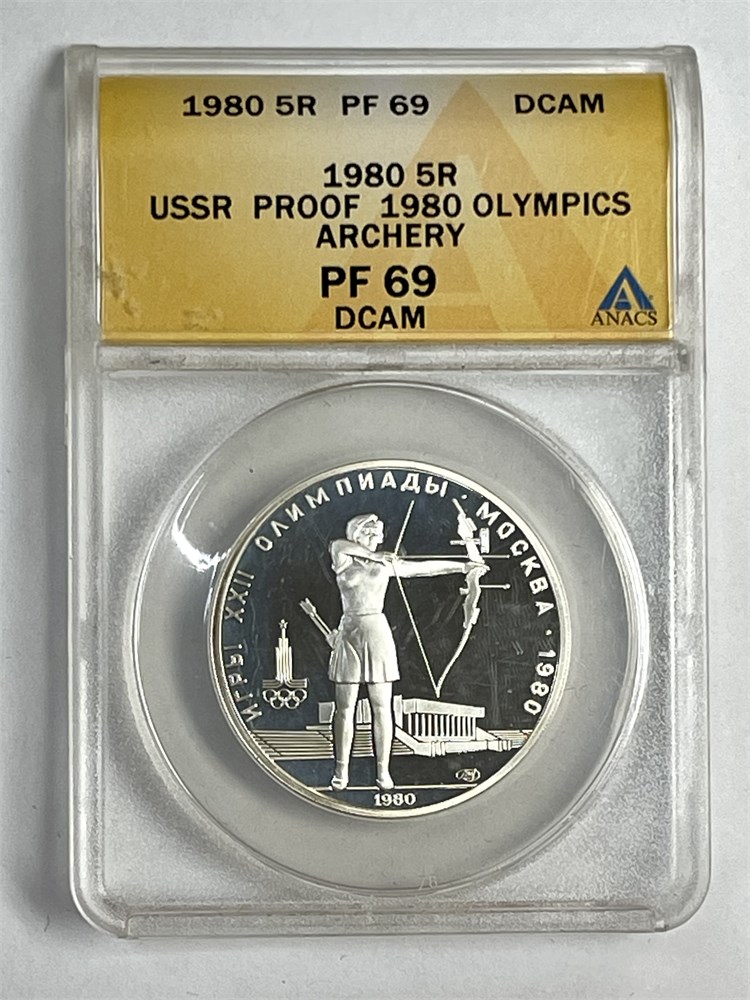 1980 5R PF 69 DCAM
1980 5R
USSR PROOF 1980 OLYMPICS
ARCHERY
PF 69
DCAM
ANACS
ИГРЫ XXII ОЛИМПИАДЫ · МОСКВА · 1980
1980